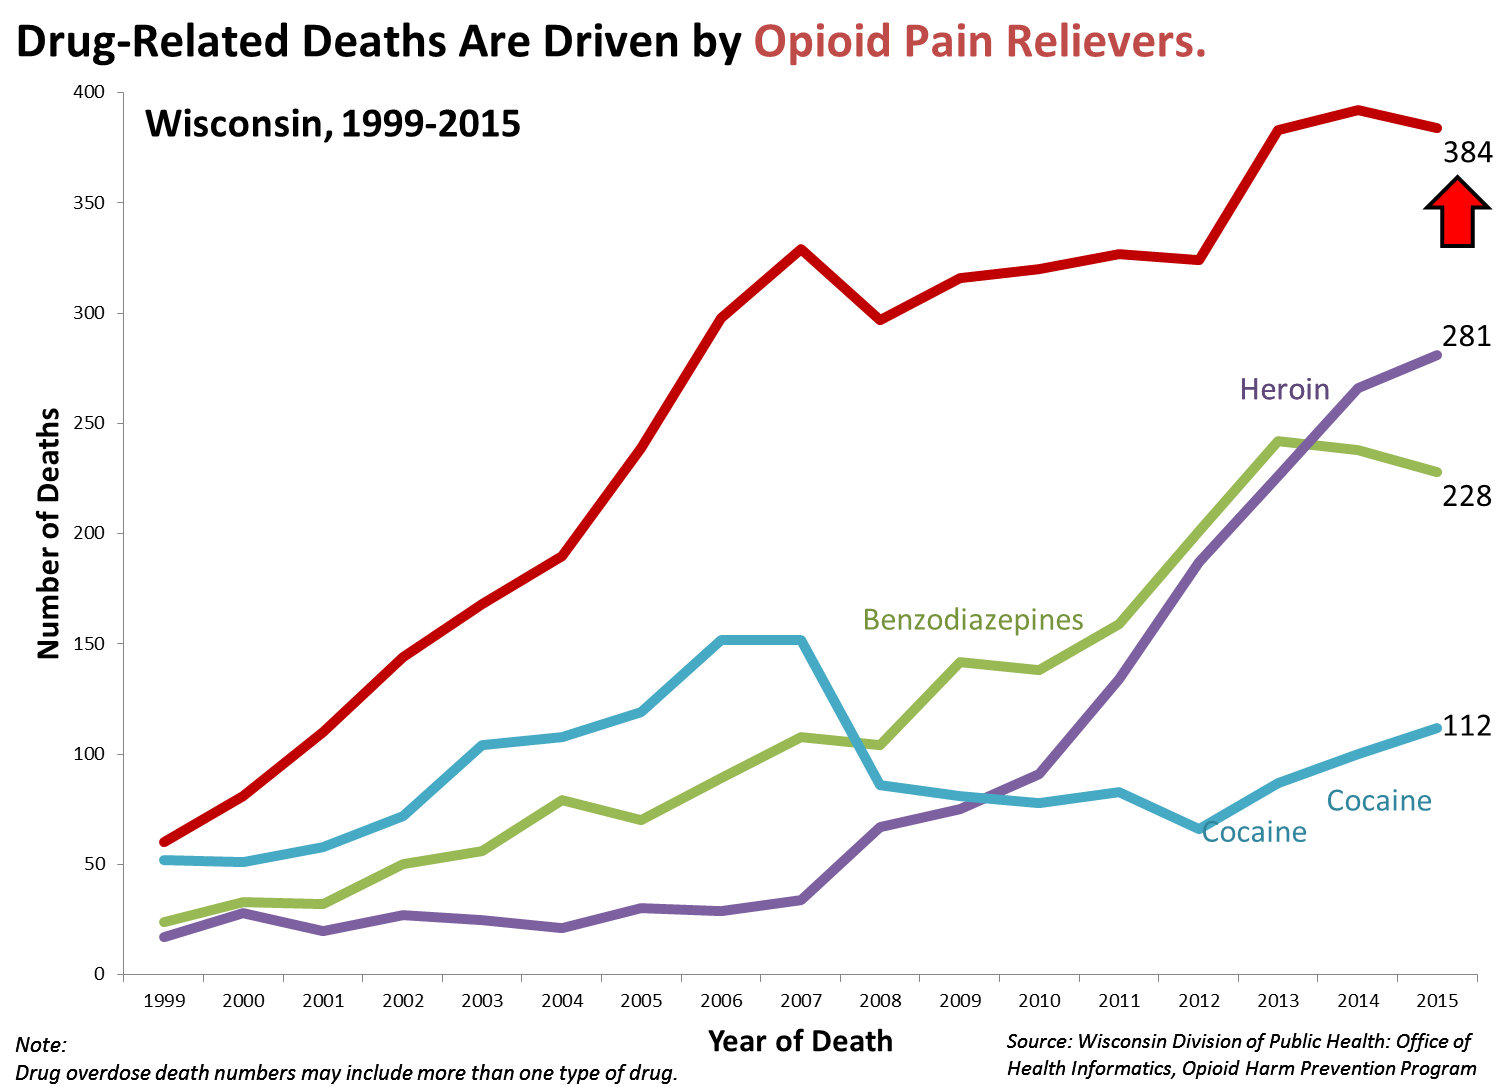 Drug-Related Deaths Are Driven by Opioid Pain Relievers.
Wisconsin, 1999-2015
Number of Deaths
400
350
300
250
200
150
100
50
0
384
281
Heroin
228
Benzodiazepines
112
Cocaine
Cocaine
1999 2000 2001 2002 2003 2004 2005 2006 2007 2008 2009 2010 2011 2012 2013 2014 2015
Year of Death
Note:
Drug overdose death numbers may include more than one type of drug.
Source: Wisconsin Division of Public Health: Office of
Health Informatics, Opioid Harm Prevention Program